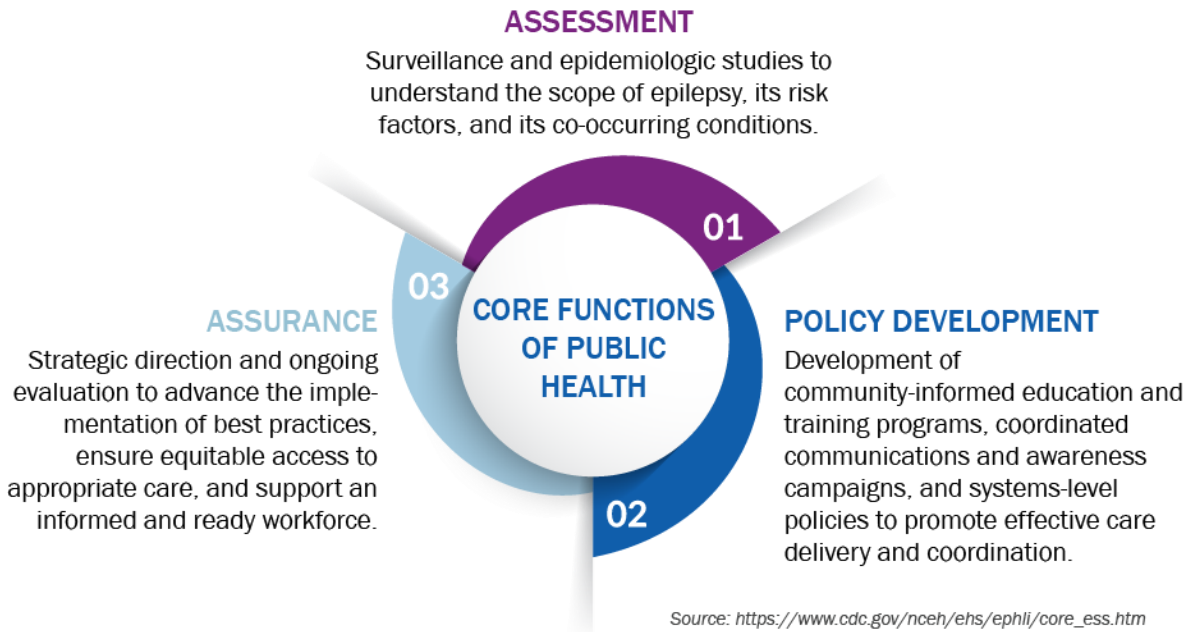 ASSESSMENT
Surveillance and epidemiologic studies to
understand the scope of epilepsy, its risk
factors, and its co-occurring conditions.
01
03
CORE FUNCTIONS
OF PUBLIC
HEALTH
ASSURANCE
Strategic direction and ongoing
evaluation to advance the imple-
mentation of best practices,
ensure equitable access to
appropriate care, and support an
informed and ready workforce.
POLICY DEVELOPMENT
Development of
community-informed education and
training programs, coordinated
communications and awareness
campaigns, and systems-level
policies to promote effective care
delivery and coordination.
02
Source: https://www.cdc.gov/nceh/ehs/ephli/core_ess.htm